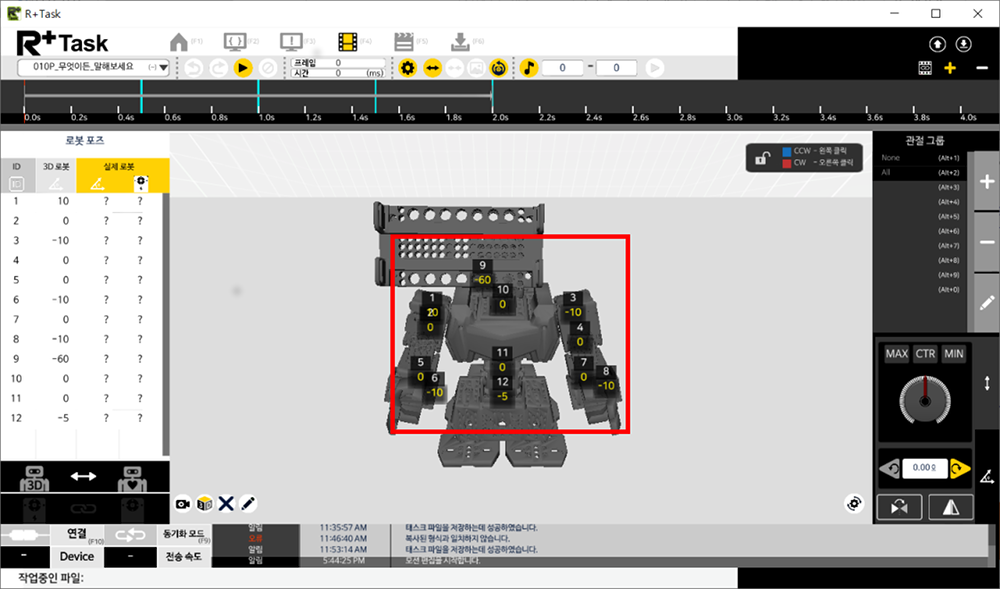 R+Task
R+Task
(F1)
(F2)
(F3)
(F4)
(F5)
(F6)
010P_무엇이든_말해보세요 (-)
프레임 0
시간 0 (ms)
0 - 0
0.0s 0.2s 0.4s 0.6s 0.8s 1.0s 1.2s 1.4s 1.6s 1.8s 2.0s 2.2s 2.4s 2.6s 2.8s 3.0s 3.2s 3.4s 3.6s 3.8s 4.0s
로봇 포즈
ID 3D 로봇 실제 로봇
1 10 ? ?
2 0 ? ?
3 -10 ? ?
4 0 ? ?
5 0 ? ?
6 -10 ? ?
7 0 ? ?
8 -10 ? ?
9 -60 ? ?
10 0 ? ?
11 0 ? ?
12 -5 ? ?
3D
CCW - 왼쪽 클릭
CW - 오른쪽 클릭
9
-60
10
0
1
2
0
3
-10
4
0
11
0
5
0
6
-10
7
0
8
-10
12
-5
관절 그룹
None (Alt+1)
All (Alt+2)
(Alt+3)
(Alt+4)
(Alt+5)
(Alt+6)
(Alt+7)
(Alt+8)
(Alt+9)
(Alt+0)
MAX CTR MIN
0.00º
연결 (F10)
동기화 모드 (F9)
- Device - 전송 속도
알림 11:35:57 AM 태스크 파일을 저장하는데 성공하였습니다.
오류 11:46:40 AM 복사된 형식과 일치하지 않습니다.
알림 11:53:14 AM 태스크 파일을 저장하는데 성공하였습니다.
알림 5:44:25 PM 모션 편집을 시작합니다.
작업중인 파일: